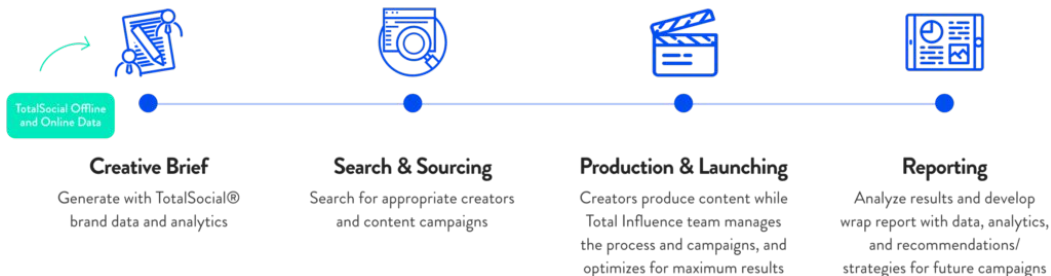 TotalSocial Offline
and Online Data
Creative Brief
Generate with TotalSocial®
brand data and analytics
Search & Sourcing
Search for appropriate creators
and content campaigns
Production & Launching
Creators produce content while
Total Influence team manages
the process and campaigns, and
optimizes for maximum results
Reporting
Analyze results and develop
wrap report with data, analytics,
and recommendations/
strategies for future campaigns